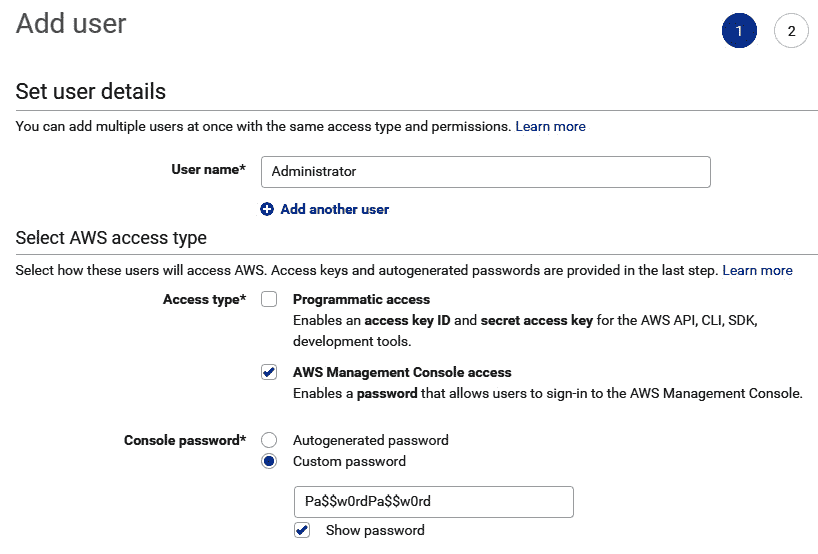 Add user
1 2
Set user details
You can add multiple users at once with the same access type and permissions. Learn more
User name* Administrator
Add another user
Select AWS access type
Select how these users will access AWS. Access keys and autogenerated passwords are provided in the last step. Learn more
Access type* Programmatic access
Enables an access key ID and secret access key for the AWS API, CLI, SDK,
development tools.
AWS Management Console access
Enables a password that allows users to sign-in to the AWS Management Console.
Console password* Autogenerated password
Custom password
Pa$$w0rdPa$$w0rd
Show password